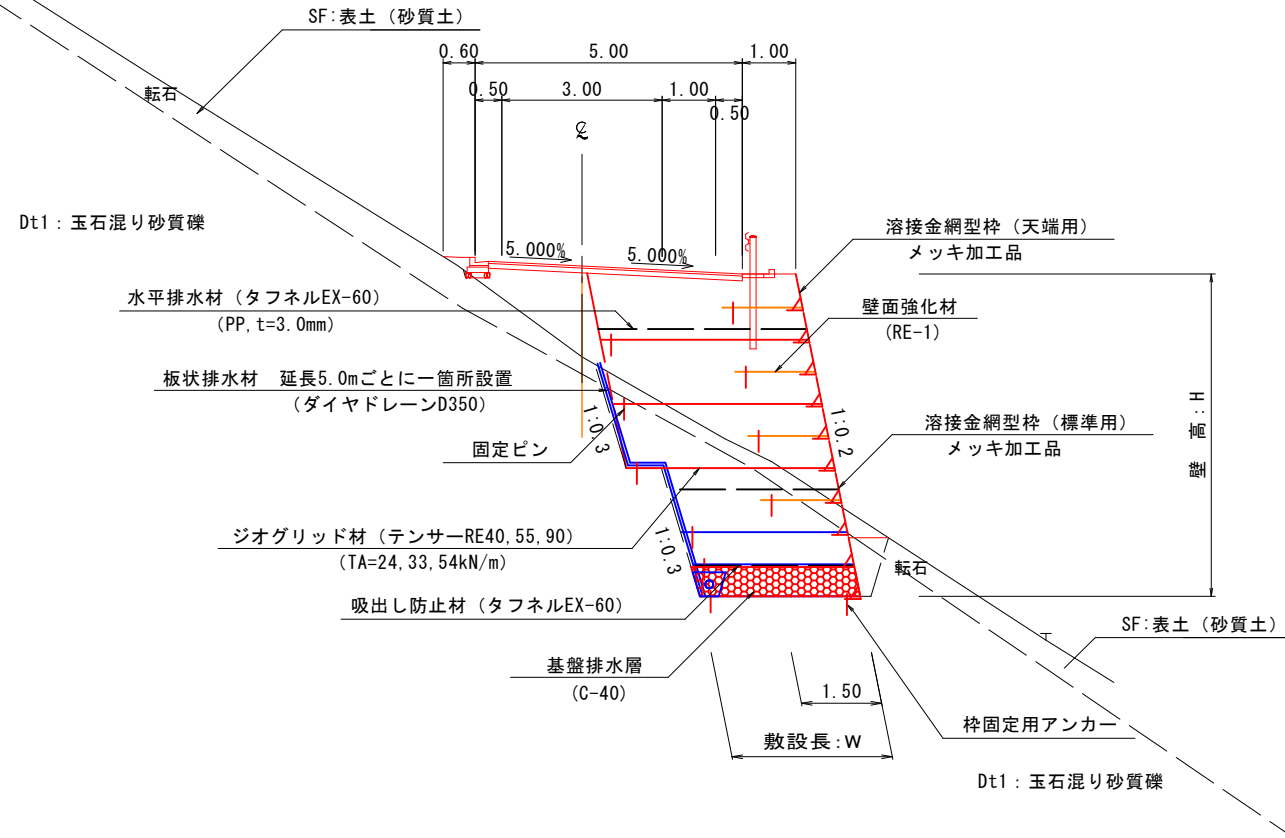 SF:表土（砂質土）
0.60
5.00
1.00
0.50
3.00
1.00
0.50
転石
Dt1：玉石混り砂質礫
5.000%
5.000%
溶接金網型枠（天端用）
メッキ加工品
水平排水材（タフネルEX-60）
(PP,t=3.0mm)
壁面強化材
(RE-1)
板状排水材　延長5.0mごとに一箇所設置
（ダイヤドレーンD350）
1:0.3
1:0.2
壁 高:H
固定ピン
溶接金網型枠（標準用）
メッキ加工品
ジオグリッド材（テンサーRE40,55,90）
(TA=24,33,54kN/m)
1:0.3
転石
吸出し防止材（タフネルEX-60）
SF:表土（砂質土）
基盤排水層
(C-40)
1.50
枠固定用アンカー
敷設長:W
Dt1：玉石混り砂質礫